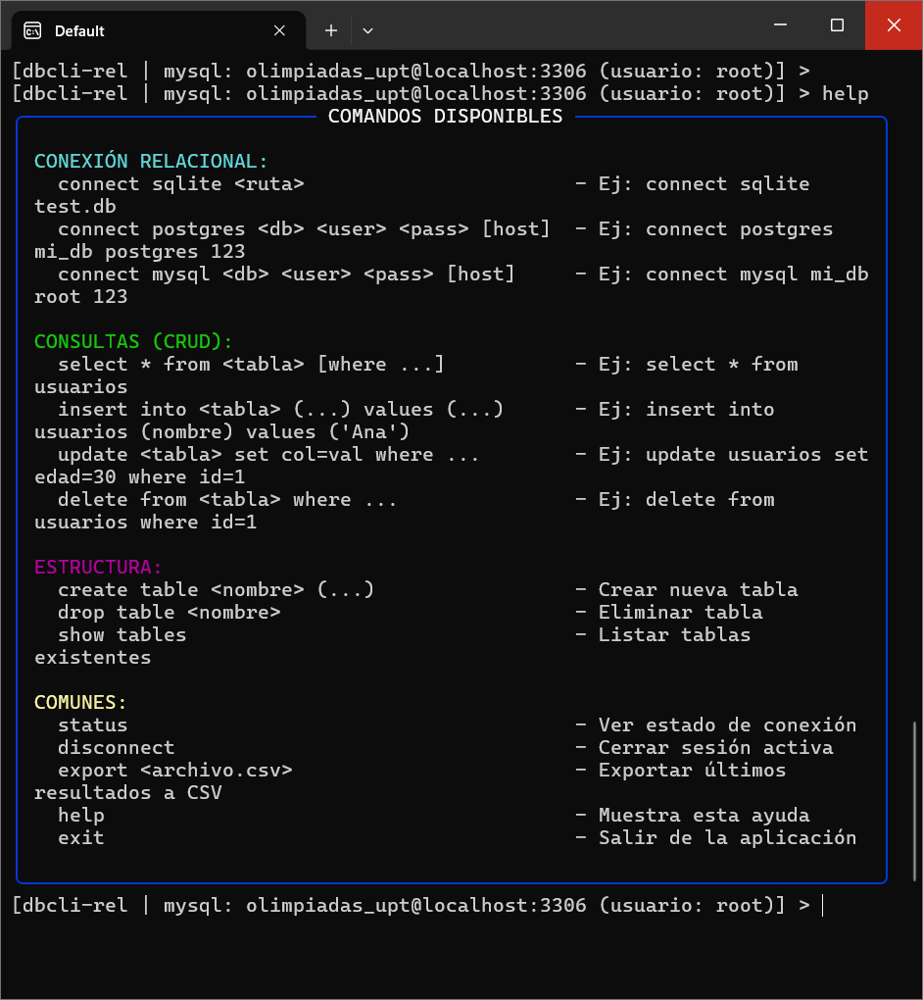 Default
[dbcli-rel | mysql: olimpiadas_upt@localhost:3306 (usuario: root)] >
[dbcli-rel | mysql: olimpiadas_upt@localhost:3306 (usuario: root)] > help
COMANDOS DISPONIBLES
CONEXIÓN RELACIONAL:
connect sqlite <ruta> - Ej: connect sqlite
test.db
connect postgres <db> <user> <pass> [host] - Ej: connect postgres
mi_db postgres 123
connect mysql <db> <user> <pass> [host] - Ej: connect mysql mi_db
root 123
CONSULTAS (CRUD):
select * from <tabla> [where ...] - Ej: select * from
usuarios
insert into <tabla> (...) values (...) - Ej: insert into
usuarios (nombre) values ('Ana')
update <tabla> set col=val where ... - Ej: update usuarios set
edad=30 where id=1
delete from <tabla> where ... - Ej: delete from
usuarios where id=1
ESTRUCTURA:
create table <nombre> (...) - Crear nueva tabla
drop table <nombre> - Eliminar tabla
show tables - Listar tablas
existentes
COMUNES:
status - Ver estado de conexión
disconnect - Cerrar sesión activa
export <archivo.csv> - Exportar últimos
resultados a CSV
help - Muestra esta ayuda
exit - Salir de la aplicación
[dbcli-rel | mysql: olimpiadas_upt@localhost:3306 (usuario: root)] >